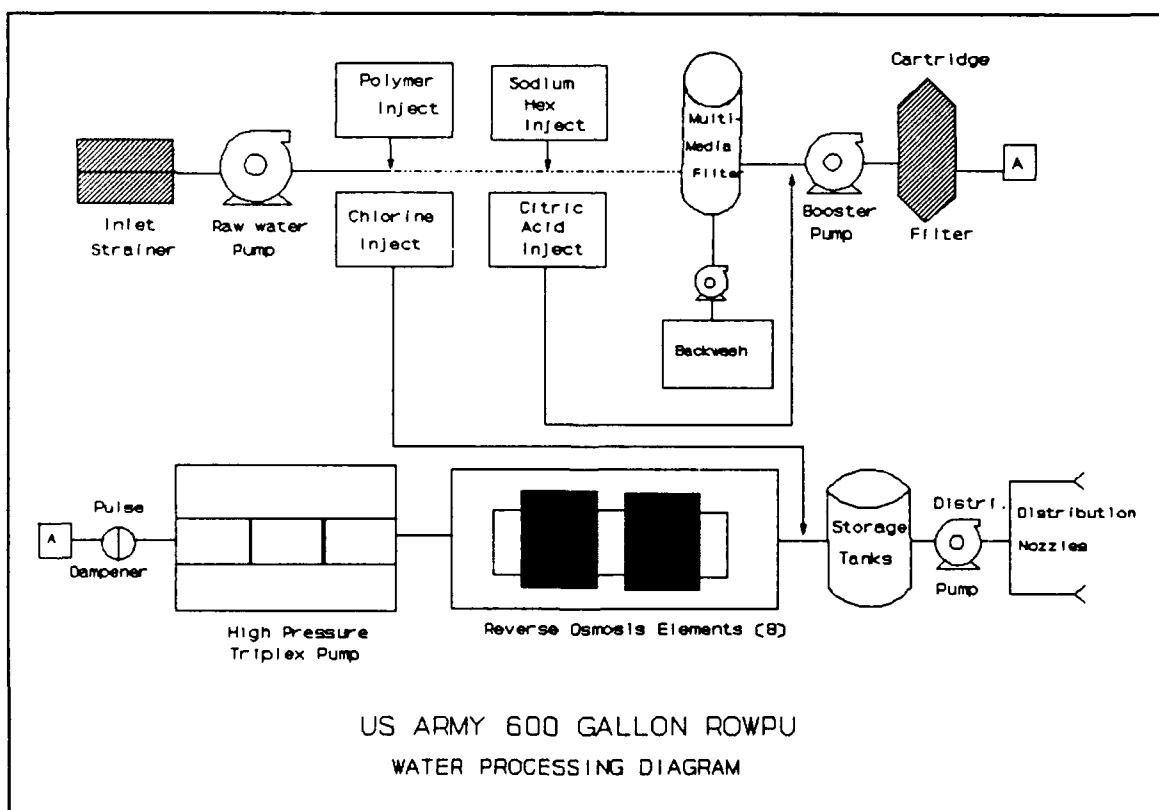 Cartridge
Polymer
Inject
Sodium
Hex
Inject
Multi-
Media
Filter
A
Inlet
Strainer
Raw water
Pump
Chlorine
Inject
Citric
Acid
Inject
Booster
Pump
Filter
Backwash
A
Pulse
Dampener
High Pressure
Triplex Pump
Reverse Osmosis Elements (8)
Storage
Tanks
Distri.
Pump
Distribution
Nozzles
US ARMY 600 GALLON ROWPU
WATER PROCESSING DIAGRAM